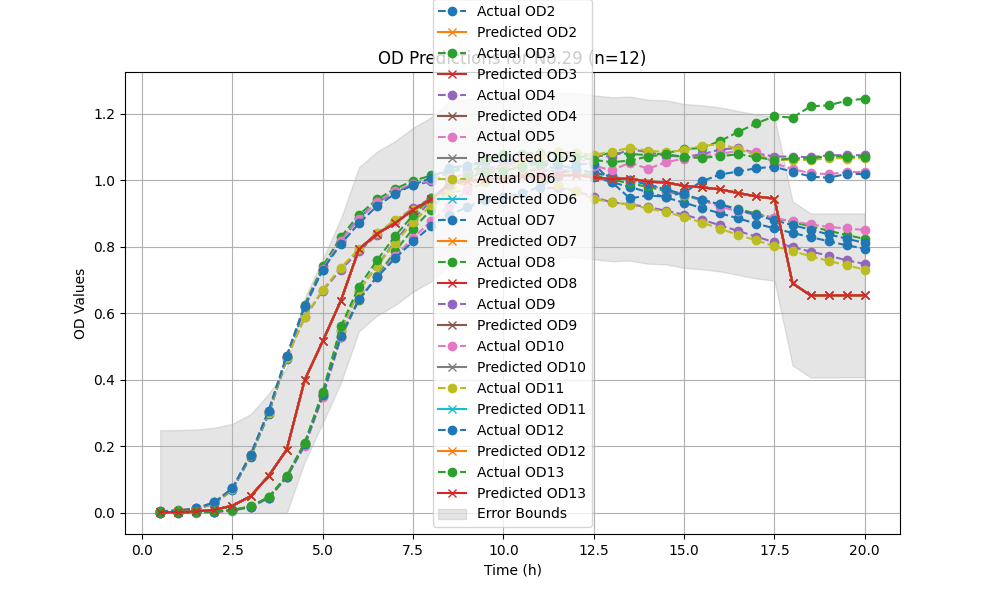 Actual OD2
Predicted OD2
OD Predictions for No.29 (n=12)
Actual OD3
Predicted OD3
Actual OD4
Predicted OD4
Actual OD5
Predicted OD5
Actual OD6
Predicted OD6
Actual OD7
Predicted OD7
Actual OD8
Predicted OD8
Actual OD9
Predicted OD9
Actual OD10
Predicted OD10
Actual OD11
Predicted OD11
Actual OD12
Predicted OD12
Actual OD13
Predicted OD13
Error Bounds
OD Values
1.2
1.0
0.8
0.6
0.4
0.2
0.0
0.0 2.5 5.0 7.5 10.0 12.5 15.0 17.5 20.0
Time (h)